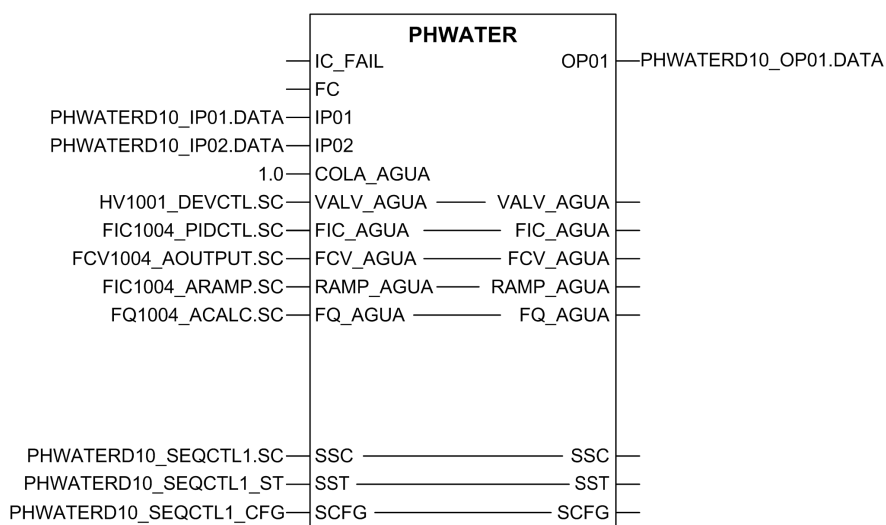 PHWATER
IC_FAIL OP01 PHWATERD10_OP01.DATA
FC
PHWATERD10_IP01.DATA IP01
PHWATERD10_IP02.DATA IP02
1.0 COLA_AGUA
HV1001_DEVCTL.SC VALV_AGUA VALV_AGUA
FIC1004_PIDCTL.SC FIC_AGUA FIC_AGUA
FCV1004_AOUTPUT.SC FCV_AGUA FCV_AGUA
FIC1004_ARAMP.SC RAMP_AGUA RAMP_AGUA
FQ1004_ACALC.SC FQ_AGUA FQ_AGUA
PHWATERD10_SEQCTL1.SC SSC SSC
PHWATERD10_SEQCTL1_ST SST SST
PHWATERD10_SEQCTL1_CFG SCFG SCFG